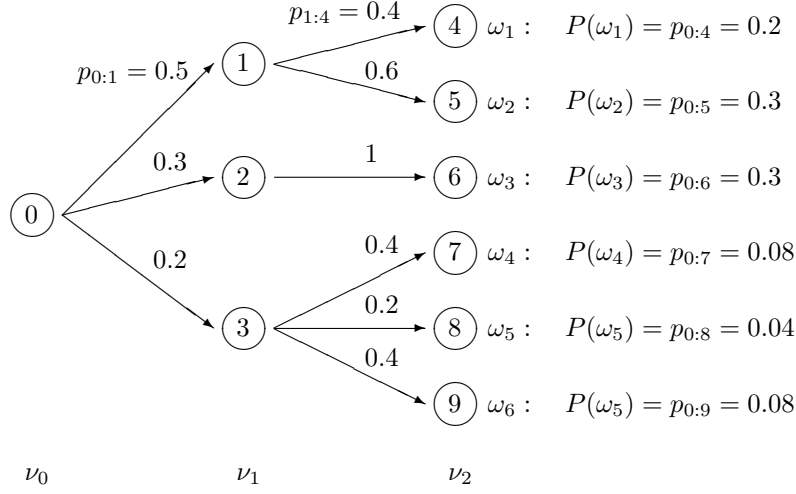 p_{1:4} = 0.4 4 ω_1 : P(ω_1) = p_{0:4} = 0.2
p_{0:1} = 0.5 1
0.6 5 ω_2 : P(ω_2) = p_{0:5} = 0.3
0.3 2 1 6 ω_3 : P(ω_3) = p_{0:6} = 0.3
0
0.2 0.4 7 ω_4 : P(ω_4) = p_{0:7} = 0.08
3 0.2 8 ω_5 : P(ω_5) = p_{0:8} = 0.04
0.4 9 ω_6 : P(ω_5) = p_{0:9} = 0.08
ν_0 ν_1 ν_2